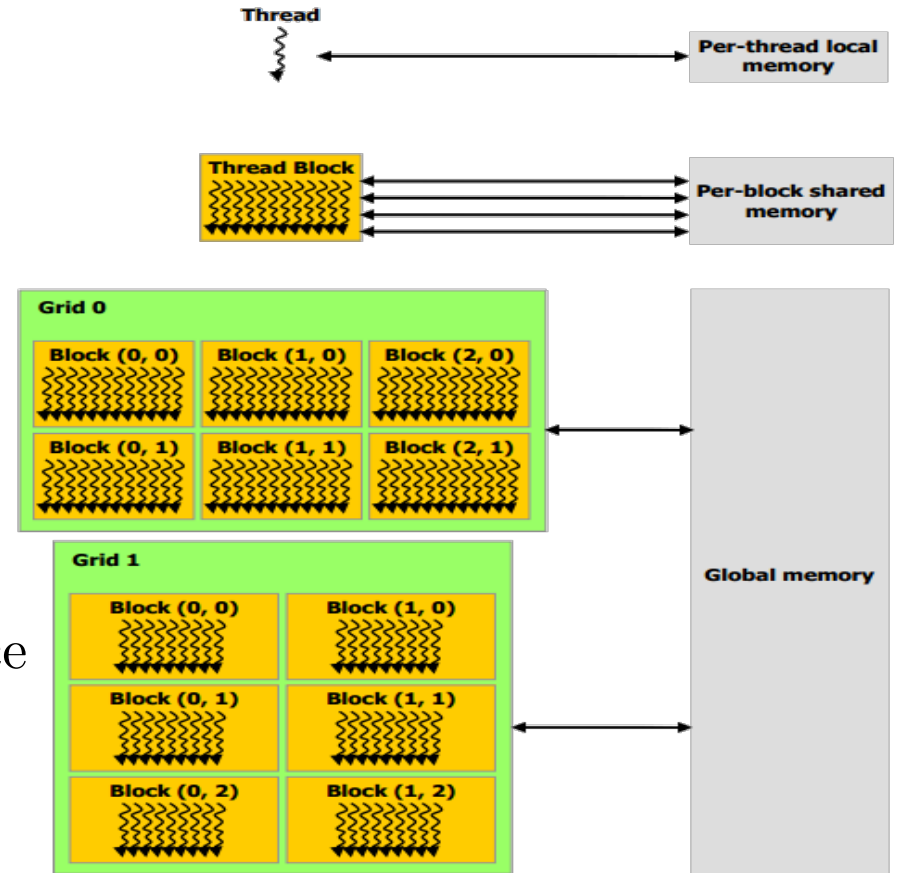 Thread
Per-thread local
memory
Thread Block
Per-block shared
memory
Grid 0
Block (0, 0) Block (1, 0) Block (2, 0)
Block (0, 1) Block (1, 1) Block (2, 1)
Grid 1
Block (0, 0) Block (1, 0)
Block (0, 1) Block (1, 1)
Block (0, 2) Block (1, 2)
Global memory